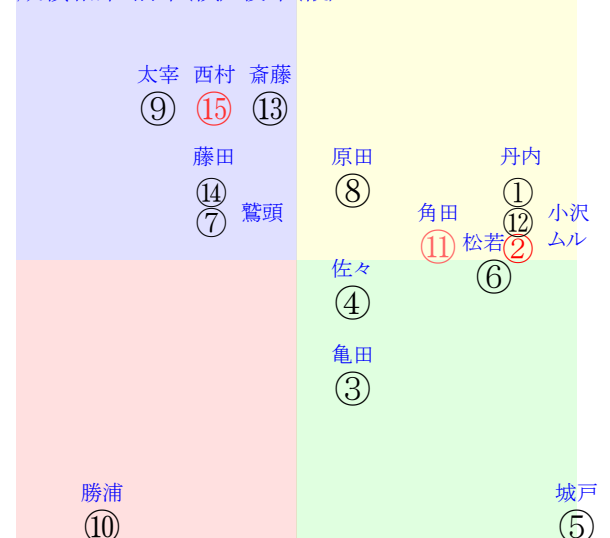 太宰 西村 斎藤
⑨ ⑮ ⑬
藤田 原田 丹内
⑭ ⑧ ①
⑦ 鷲頭 角田 ⑫ 小沢
⑪ 松若 ② ムル
佐々 ⑥
④
亀田
③
勝浦 城戸
⑩ ⑤